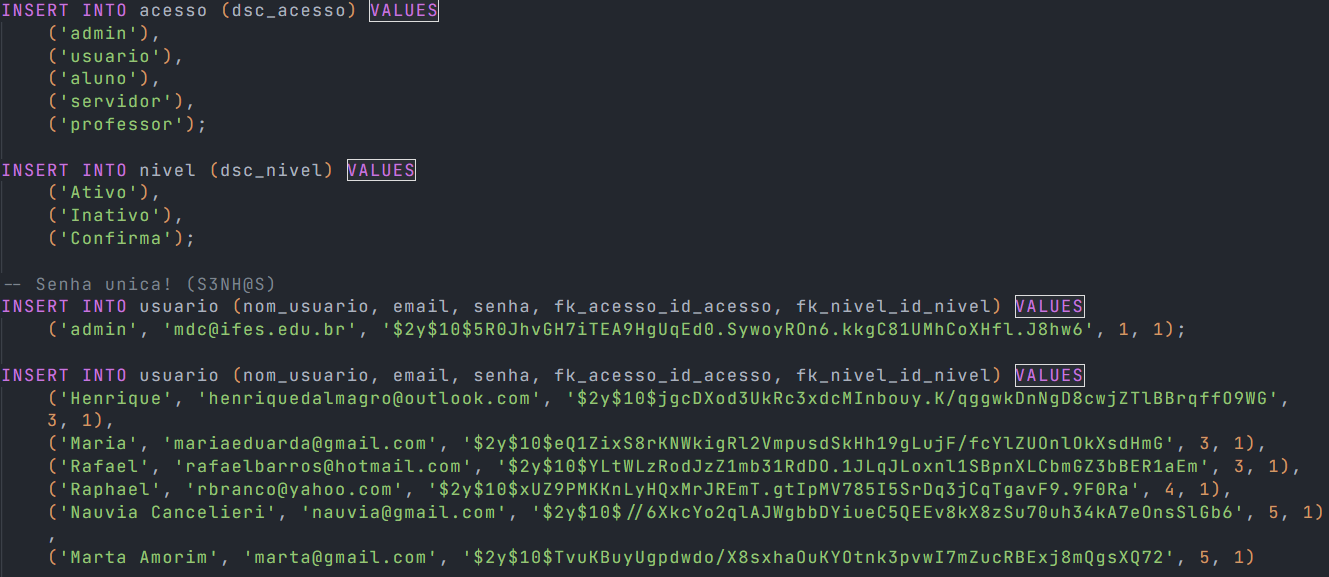 INSERT INTO acesso (dsc_acesso) VALUES
('admin'),
('usuario'),
('aluno'),
('servidor'),
('professor');
INSERT INTO nivel (dsc_nivel) VALUES
('Ativo'),
('Inativo'),
('Confirma');
-- Senha unica! (S3NH@S)
INSERT INTO usuario (nom_usuario, email, senha, fk_acesso_id_acesso, fk_nivel_id_nivel) VALUES
('admin', 'mdc@ifes.edu.br', '$2y$10$5R0JhvGH7iTEA9HgUqEd0.SywoyROn6.kkgC81UMhCoXHfl.J8hw6', 1, 1);
INSERT INTO usuario (nom_usuario, email, senha, fk_acesso_id_acesso, fk_nivel_id_nivel) VALUES
('Henrique', 'henriquedalmagro@outlook.com', '$2y$10$jgcDXod3UkRc3xdcMInbouy.K/qggwkDnNgD8cwjZTlBBrqffO9WG',
3, 1),
('Maria', 'mariaeduarda@gmail.com', '$2y$10$eQ1ZixS8rKNWkigRl2VmpusdSkHh19gLujF/fcYlZUOnlOkXsdHmG', 3, 1),
('Rafael', 'rafaelbarros@hotmail.com', '$2y$10$YLtWLzRodJzZ1mb31RdDO.1JLqJLoxnl1SBpnXLCbmGZ3bBER1aEm', 3, 1),
('Raphael', 'rbranco@yahoo.com', '$2y$10$xUZ9PMKKnLyHQxMrJREmT.gtIpMV785I5SrDq3jCqTgavF9.9F0Ra', 4, 1),
('Nauvia Cancelieri', 'nauvia@gmail.com', '$2y$10$//6XkcYo2qlAJWgbbDYiueC5QEEv8kX8zSu70uh34kA7eOnsSlGb6', 5, 1)
,
('Marta Amorim', 'marta@gmail.com', '$2y$10$TvuKBuyUgpdwdo/X8sxhaOuKYOtnk3pvwI7mZucRBExj8mQgsXQ72', 5, 1)